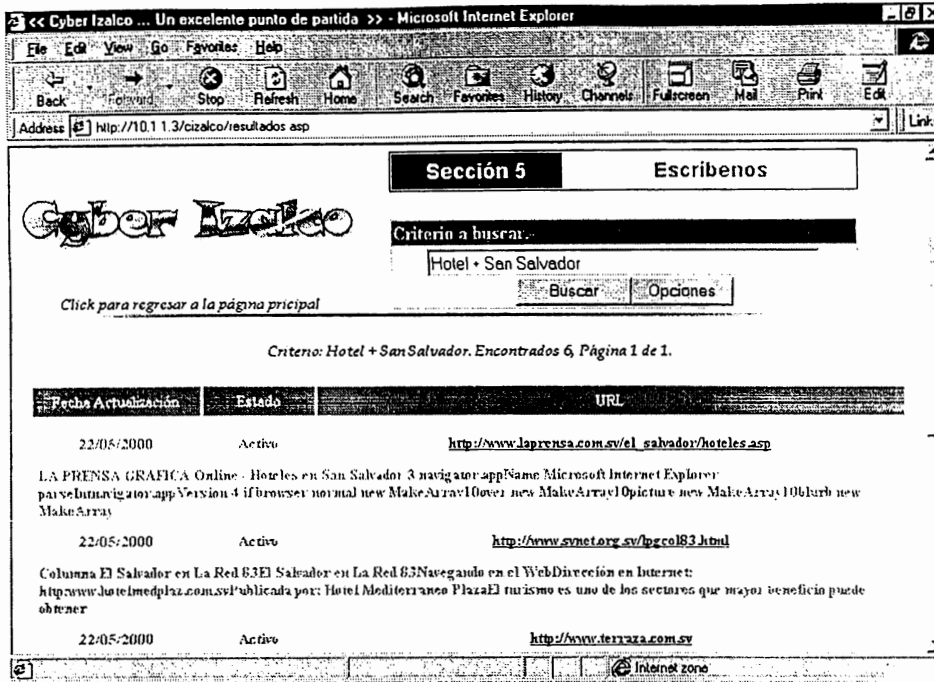 << Cyber Izalco ... Un excelente punto de partida >> - Microsoft Internet Explorer
File Edit View Go Favorites Help
Back Forward Stop Refresh Home Search Favorites History Channels Fullscreen Mail Print Edit
Address http://10.1.1.3/cizalco/resultados.asp Link
Sección 5 Escribenos
Cyber Izalco
Criterio a buscar.-
Hotel + San Salvador
Buscar Opciones
Click para regresar a la página pricipal
Criterio: Hotel + San Salvador. Encontrados 6, Página 1 de 1.
Fecha Actualización Estado URL
22/05/2000 Activo http://www.laprensa.com.sv/el_salvador/hoteles.asp
LA PRENSA GRAFICA Online - Hoteles en San Salvador 3 navigator.appName Microsoft Internet Explorer
parseIntnavigator.appVersion 4 if browser normal new MakeArray10over new MakeArray10picture new MakeArray10blurb new
MakeArray
22/05/2000 Activo http://www.svnet.org.sv/lpgcol83.html
Columna El Salvador en La Red 83El Salvador en La Red 83Navegando en el WebDirección en Internet:
http:www.hotelmedplaz.com.svPublicada por: Hotel Mediterraneo PlazaEl turismo es uno de los sectores que mayor beneficio puede
obtener
22/05/2000 Activo http://www.terraza.com.sv
Internet zone